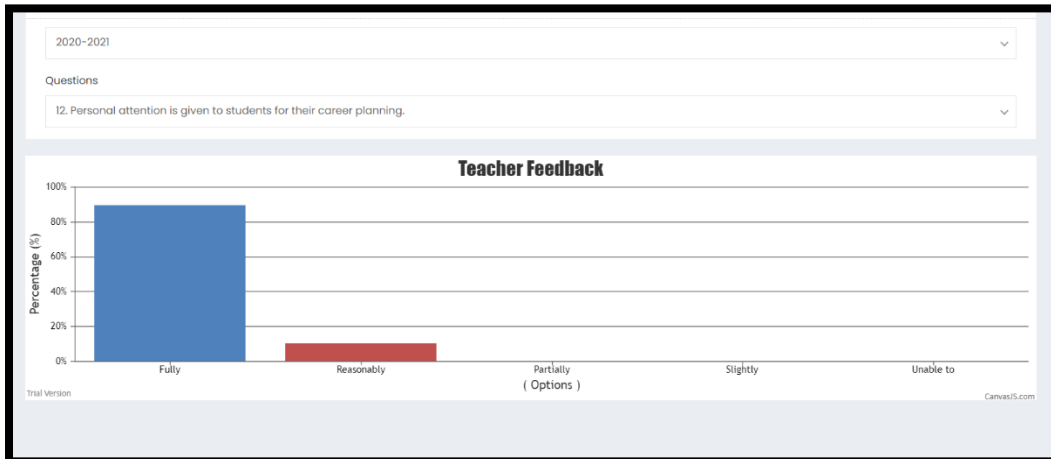 2020-2021
Questions
12. Personal attention is given to students for their career planning.
Teacher Feedback
100%
80%
60%
40%
20%
0%
Percentage (%)
Fully Reasonably Partially Slightly Unable to
( Options )
Trial Version CanvasJS.com